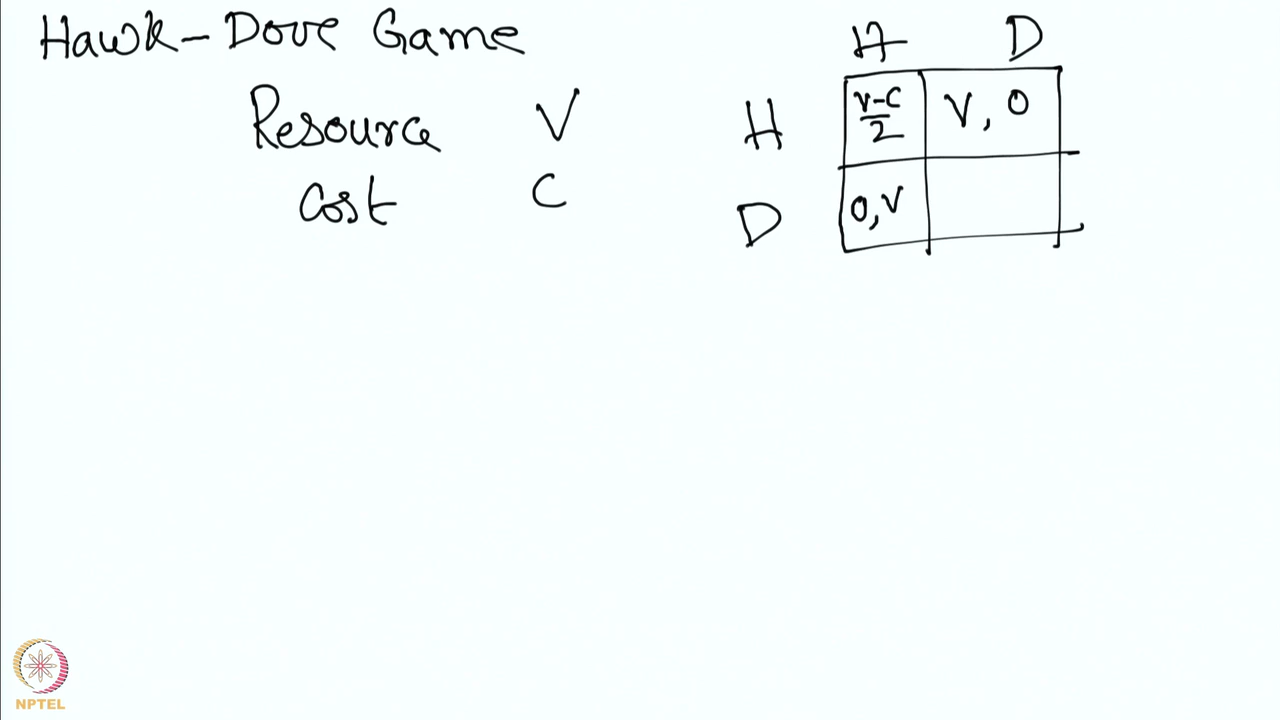 Hawk-Dove Game
Resource V
Cost C
H D
H v-c/2 V, 0
D 0, V
NPTEL